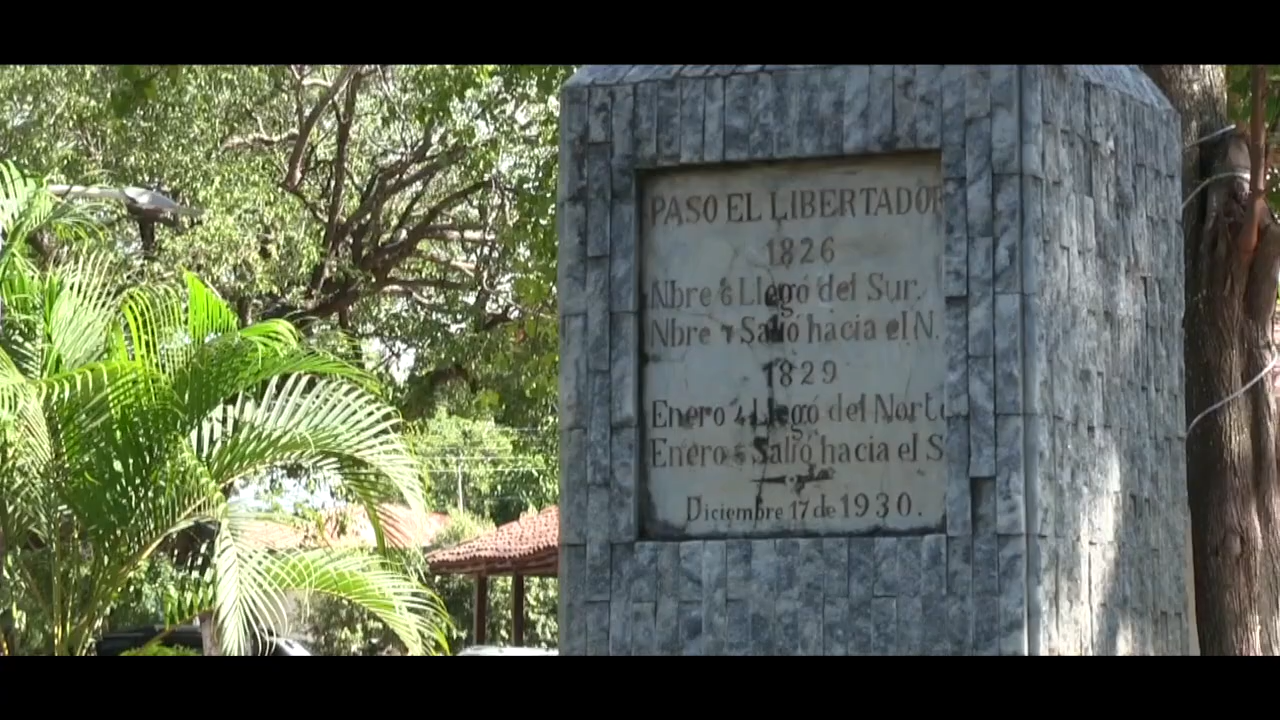 PASO EL LIBERTADOR
1826
Nbre 6 Llegó del Sur.
Nbre 7 Salió hacia el N.
1829
Enero 4 Llegó del Norte
Enero 5 Salió hacia el S
Diciembre 17 de 1930.